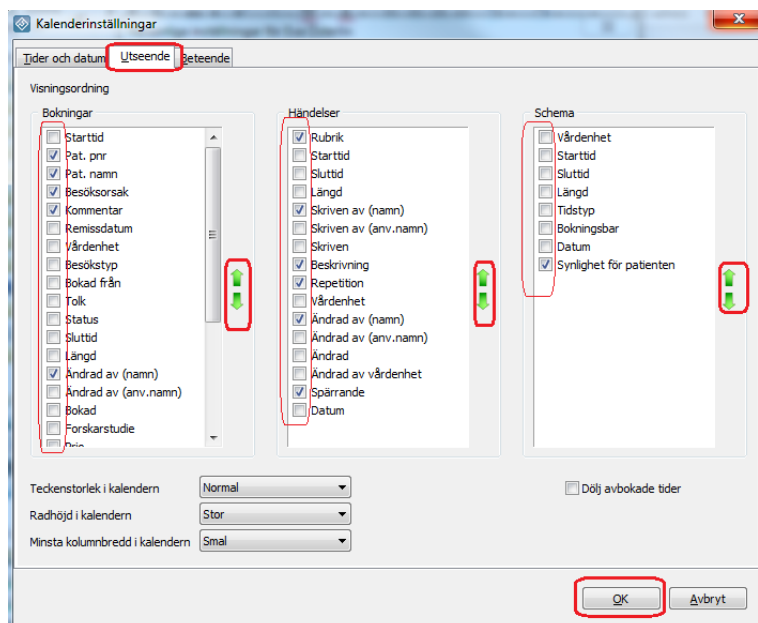 Kalenderinställningar
Tider och datum Utseende Beteende
Visningsordning
Bokningar
Starttid
Pat. pnr
Pat. namn
Besöksorsak
Kommentar
Remissdatum
Vårdenhet
Besökstyp
Bokad från
Tolk
Status
Sluttid
Längd
Ändrad av (namn)
Ändrad av (anv.namn)
Bokad
Forskarstudie
Prio
Händelser
Rubrik
Starttid
Sluttid
Längd
Skriven av (namn)
Skriven av (anv.namn)
Skriven
Beskrivning
Repetition
Vårdenhet
Ändrad av (namn)
Ändrad av (anv.namn)
Ändrad
Ändrad av vårdenhet
Spärrande
Datum
Schema
Vårdenhet
Starttid
Sluttid
Längd
Tidstyp
Bokningsbar
Datum
Synlighet för patienten
Teckenstorlek i kalendern Normal
Radhöjd i kalendern Stor
Minsta kolumnbredd i kalendern Smal
Dölj avbokade tider
OK Avbryt